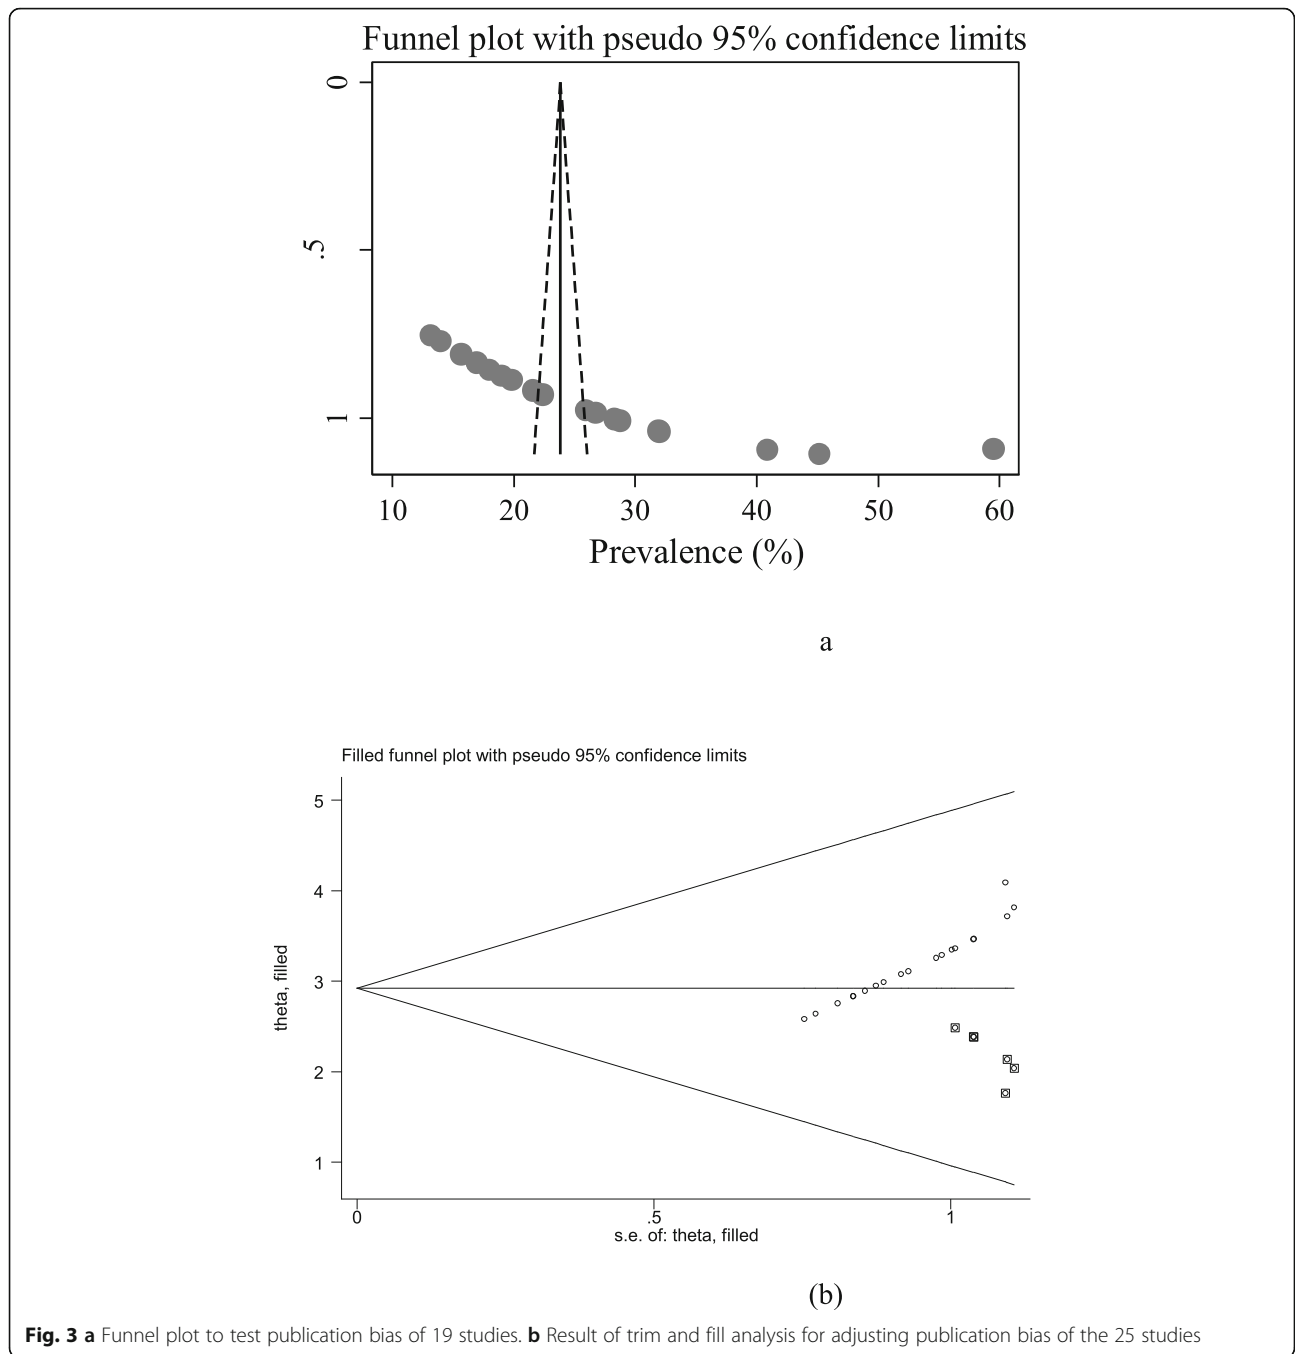 Funnel plot with pseudo 95% confidence limits
0
.5
1
10 20 30 40 50 60
Prevalence (%)
a
Filled funnel plot with pseudo 95% confidence limits
theta, filled
5
4
3
2
1
0 .5 1
s.e. of: theta, filled
(b)
Fig. 3 a Funnel plot to test publication bias of 19 studies. b Result of trim and fill analysis for adjusting publication bias of the 25 studies